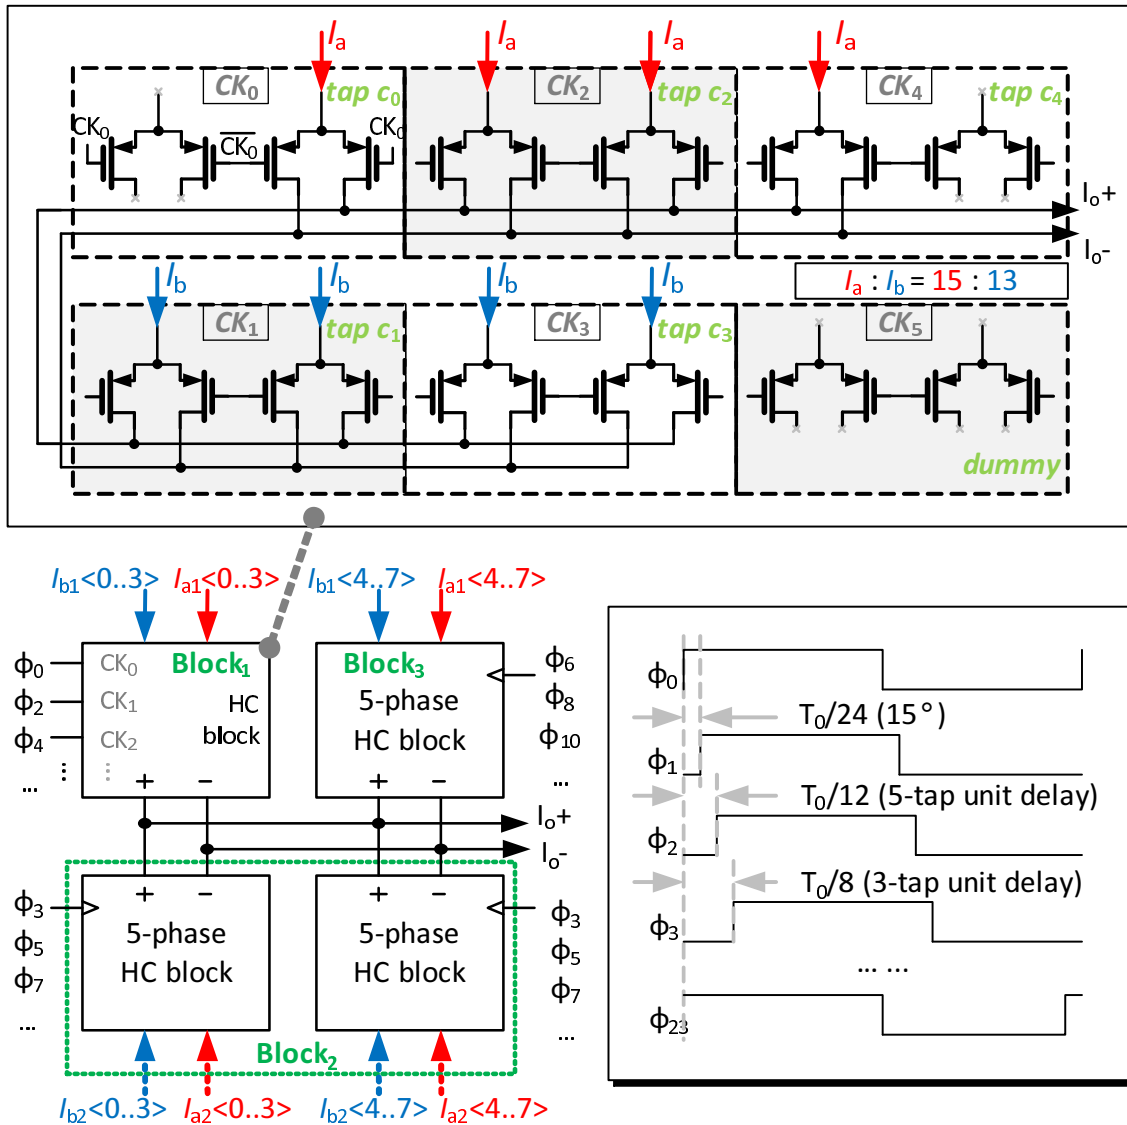 Ia Ia Ia Ia
CK0 tap c0 CK2 tap c2 CK4 tap c4
CK0 CK0 CK0
Io+
Io-
Ib Ib Ib Ib
Ia : Ib = 15 : 13
CK1 tap c1 CK3 tap c3 CK5
dummy
Ib1<0..3> Ia1<0..3> Ib1<4..7> Ia1<4..7>
ϕ0 CK0 Block1
ϕ2 CK1 HC
ϕ4 CK2 block
... ⋮ ⋮
+ −
Block3 ϕ6
5-phase ϕ8
HC block ϕ10
...
+ −
Io+
Io-
ϕ3 + −
ϕ5 5-phase
ϕ7 HC block
...
+ − ϕ3
5-phase ϕ5
HC block ϕ7
...
Block2
Ib2<0..3> Ia2<0..3> Ib2<4..7> Ia2<4..7>
ϕ0
T0/24 (15°)
ϕ1
T0/12 (5-tap unit delay)
ϕ2
T0/8 (3-tap unit delay)
ϕ3
... ...
ϕ23